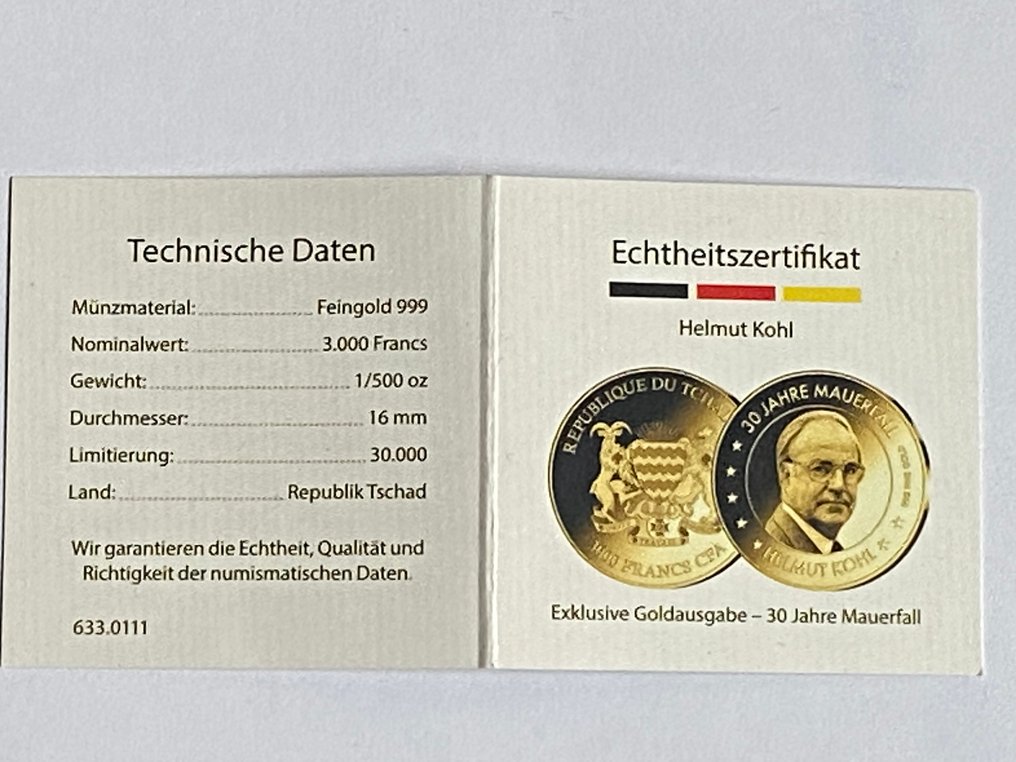 Technische Daten
Münzmaterial: Feingold 999
Nominalwert: 3.000 Francs
Gewicht: 1/500 oz
Durchmesser: 16 mm
Limitierung: 30.000
Land: Republik Tschad
Wir garantieren die Echtheit, Qualität und
Richtigkeit der numismatischen Daten.
633.0111
Echtheitszertifikat
Helmut Kohl
REPUBLIQUE DU
FRANCS CFA
30 JAHRE MAUERFALL
HELMUT KOHL
Exklusive Goldausgabe – 30 Jahre Mauerfall